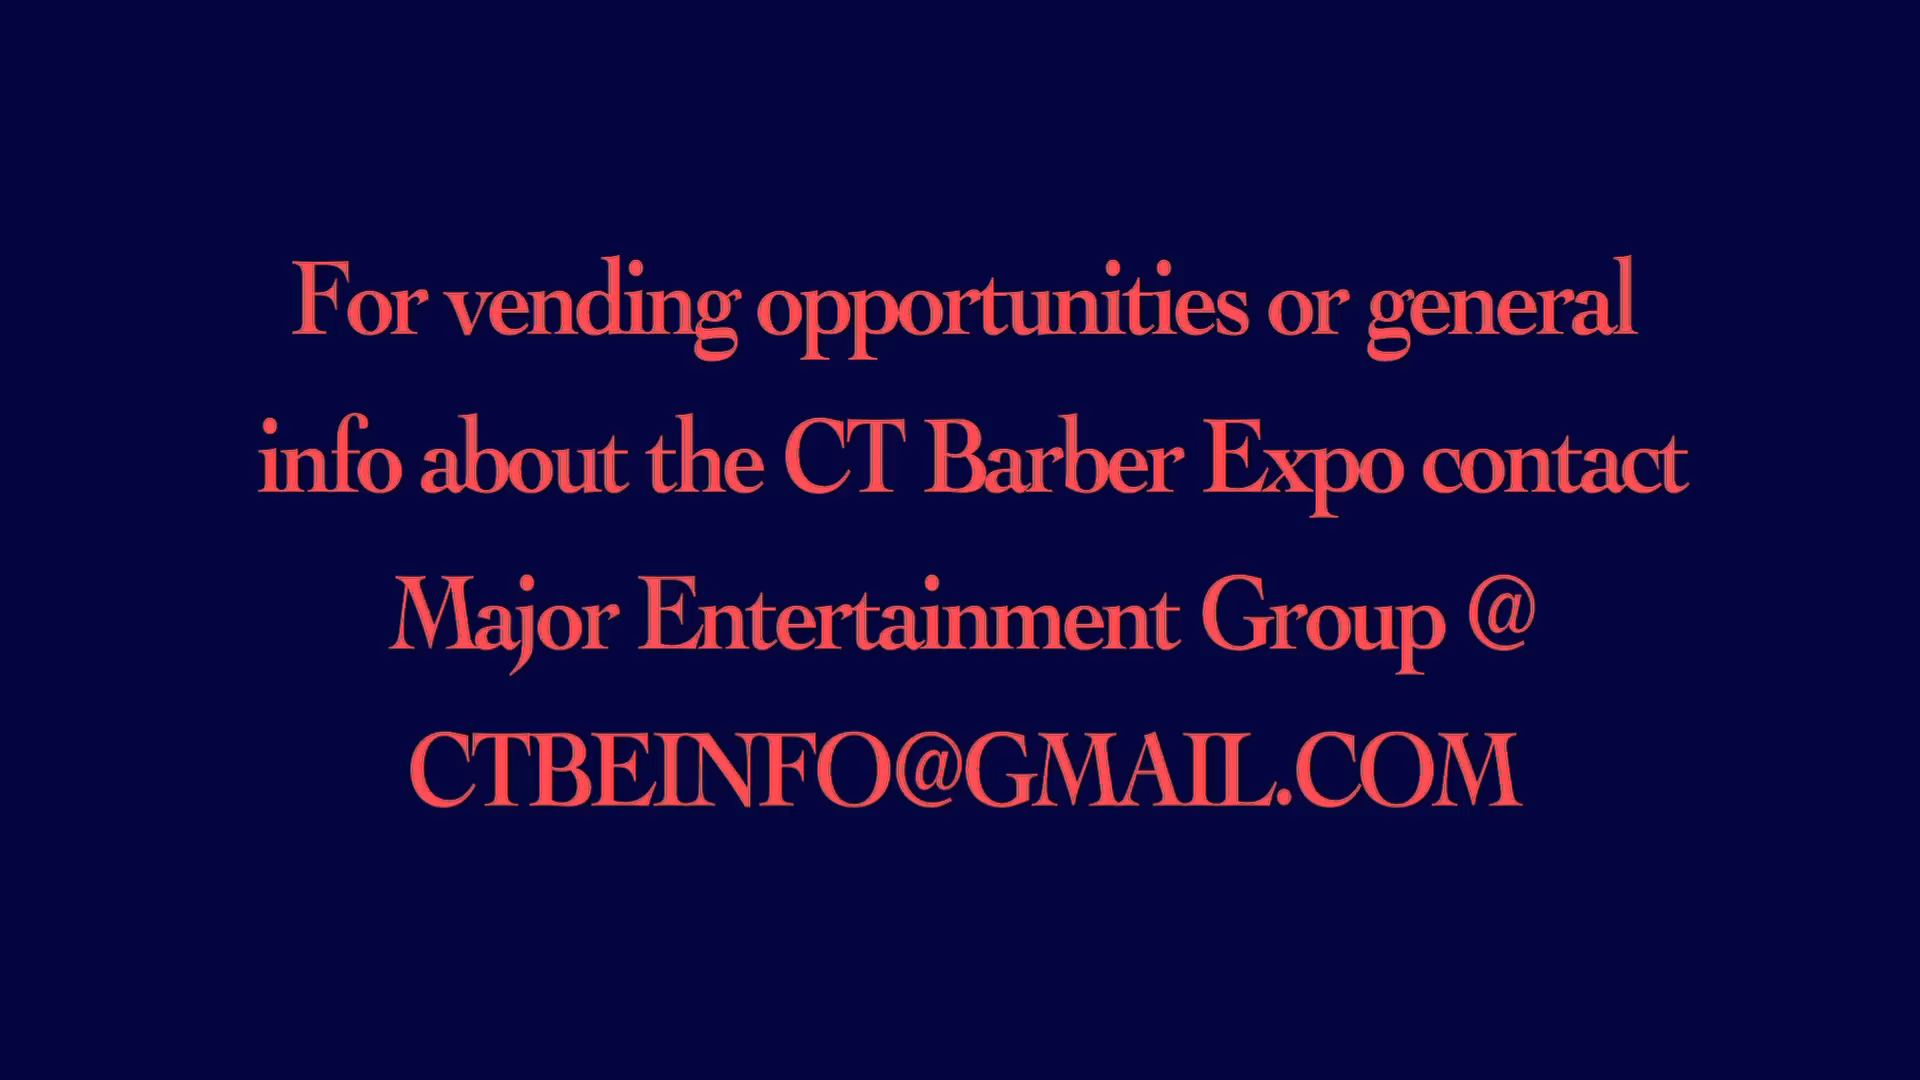 For vending opportunities or general
info about the CT Barber Expo contact
Major Entertainment Group @
CTBEINFO@GMAIL.COM